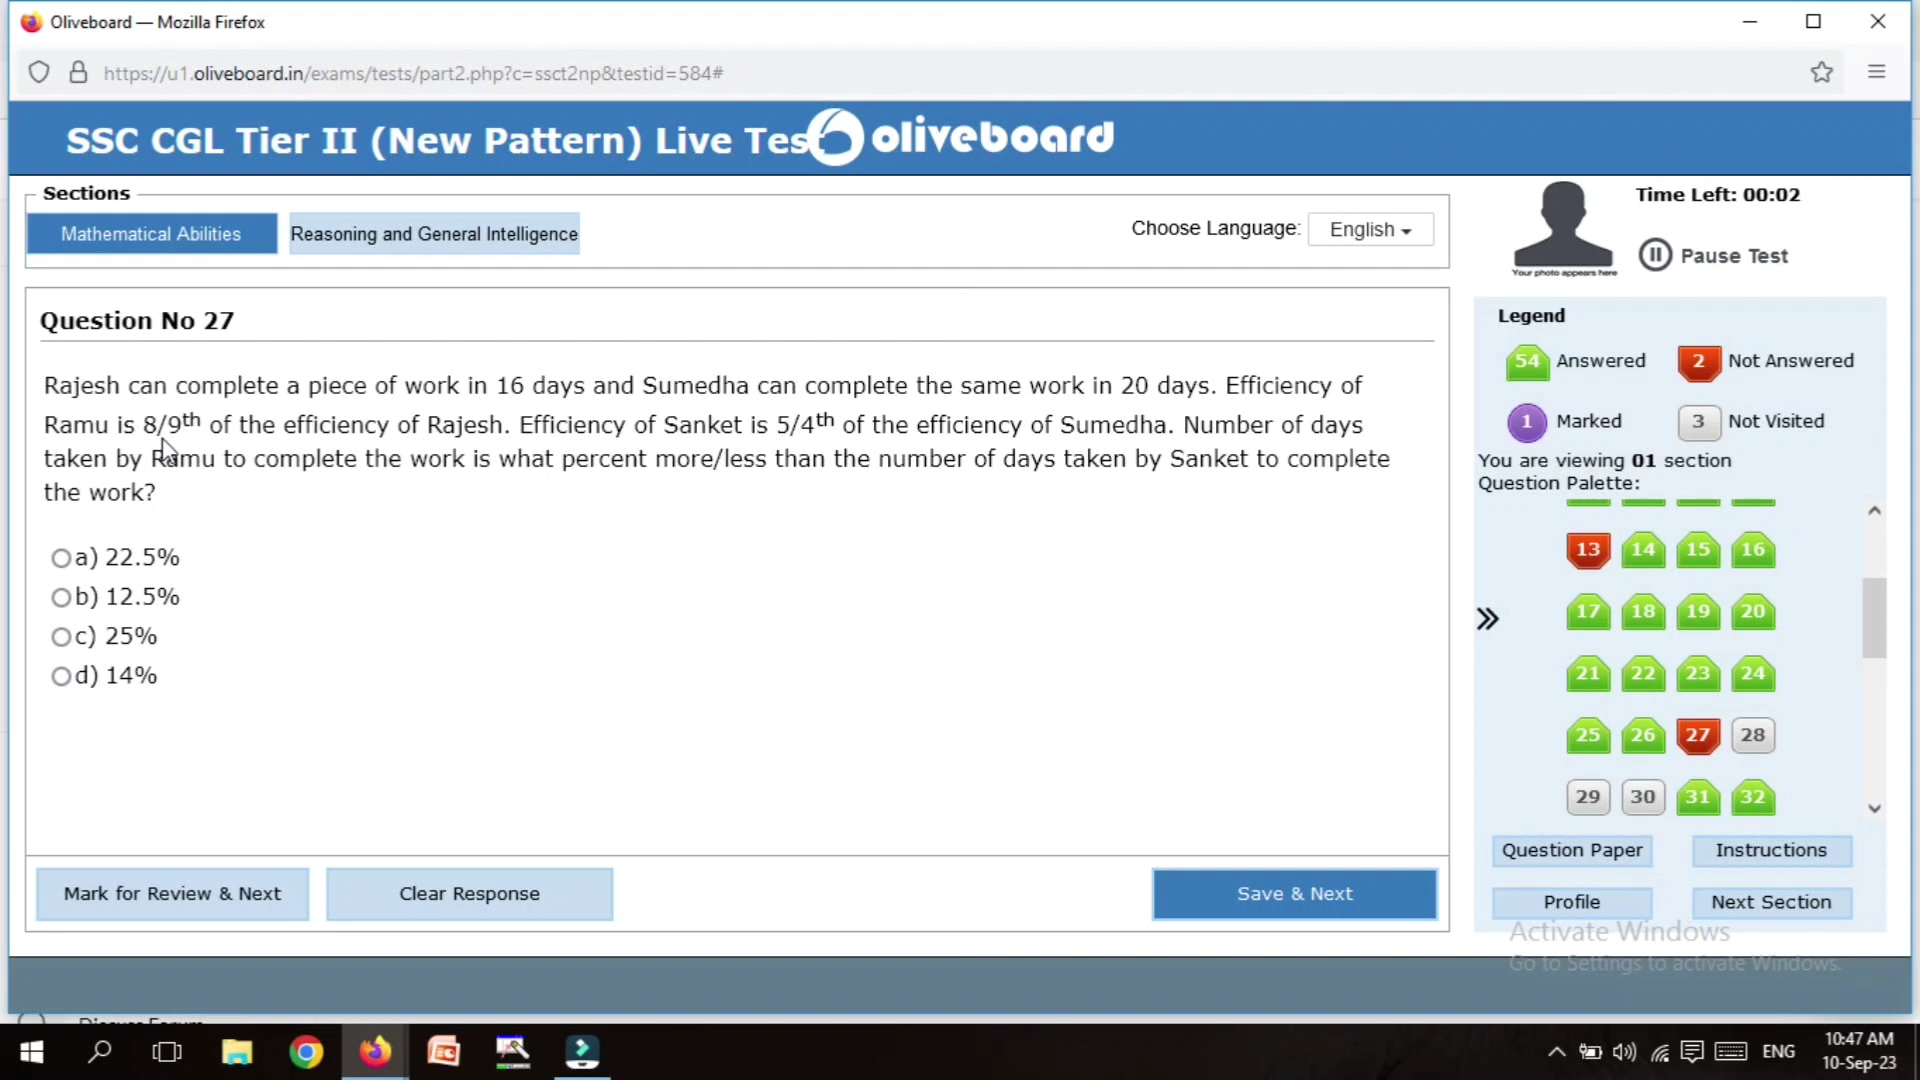 Oliveboard — Mozilla Firefox
https://u1.oliveboard.in/exams/tests/part2.php?c=ssct2np&testid=584#
SSC CGL Tier II (New Pattern) Live Tes
oliveboard
Sections
Mathematical Abilities
Reasoning and General Intelligence
Choose Language:
English
Your photo appears here
Time Left: 00:02
Pause Test
Question No 27
Rajesh can complete a piece of work in 16 days and Sumedha can complete the same work in 20 days. Efficiency of
Ramu is 8/9th of the efficiency of Rajesh. Efficiency of Sanket is 5/4th of the efficiency of Sumedha. Number of days
taken by Ramu to complete the work is what percent more/less than the number of days taken by Sanket to complete
the work?
a) 22.5%
b) 12.5%
c) 25%
d) 14%
Mark for Review & Next
Clear Response
Save & Next
Legend
54 Answered
2 Not Answered
1 Marked
3 Not Visited
You are viewing 01 section
Question Palette:
13 14 15 16
17 18 19 20
21 22 23 24
25 26 27 28
29 30 31 32
Question Paper
Instructions
Profile
Next Section
Activate Windows
Go to Settings to activate Windows.
ENG
10:47 AM
10-Sep-23